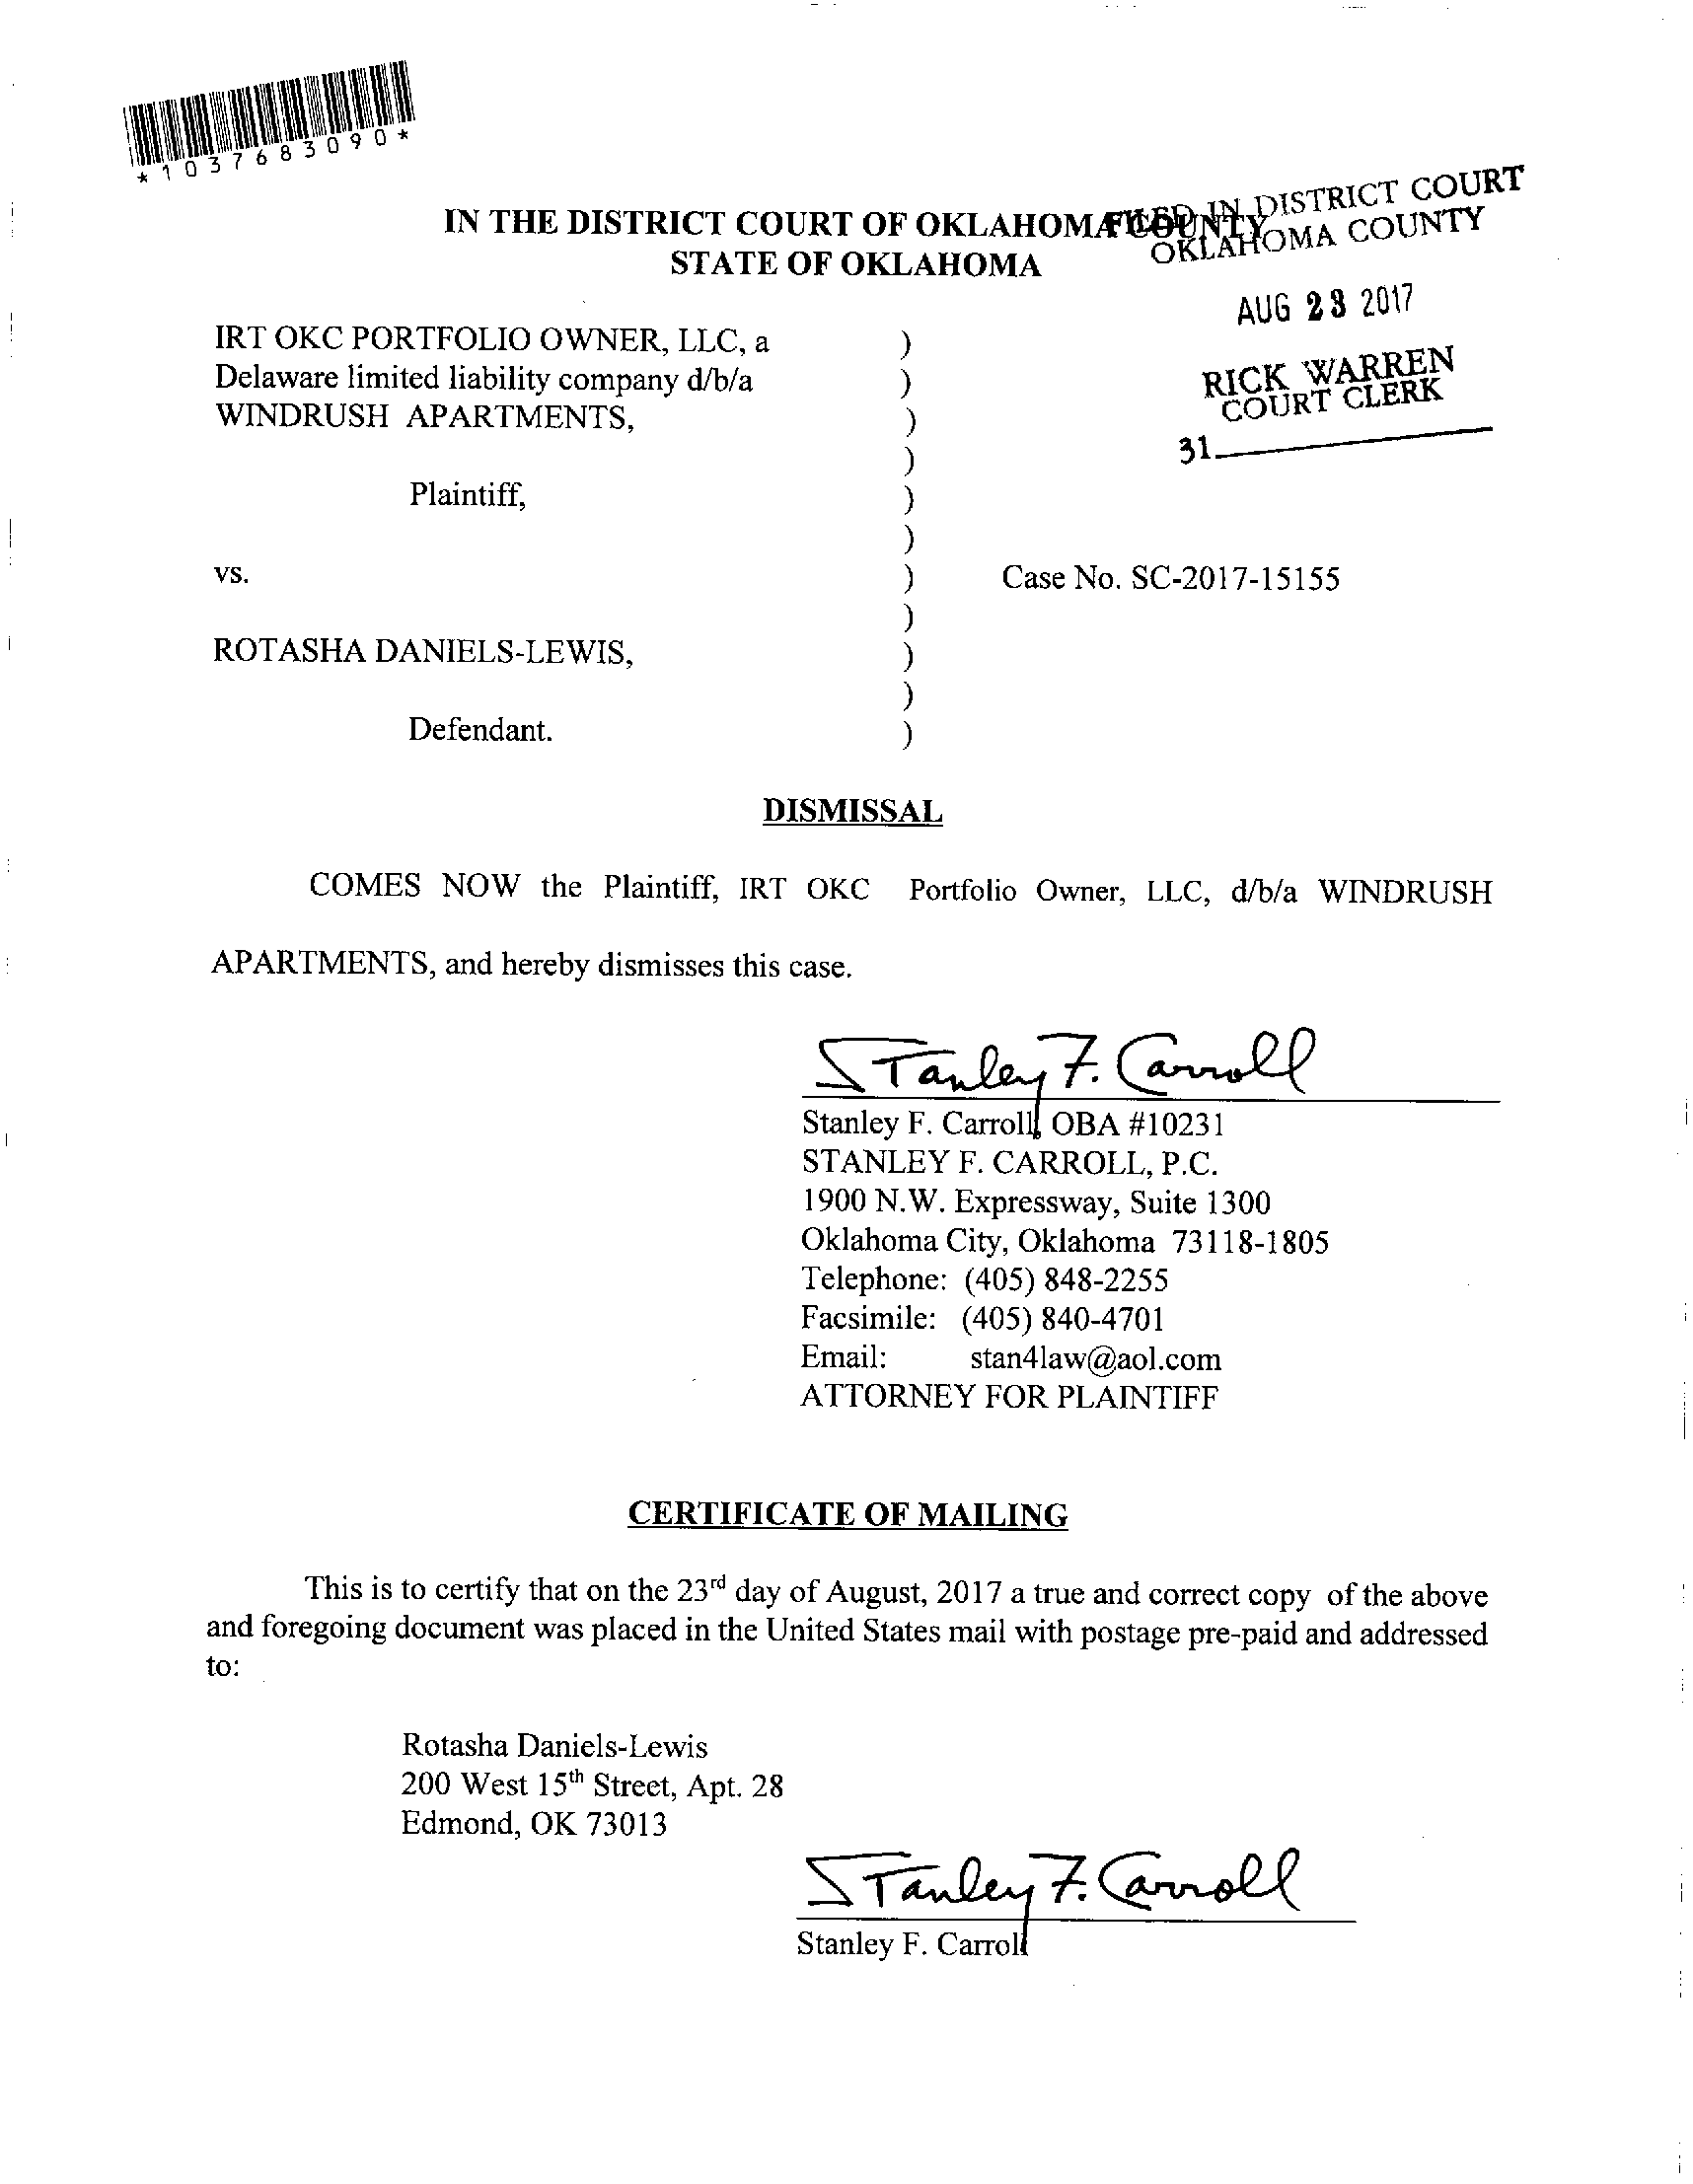 *1037683090*
IN THE DISTRICT COURT OF OKLAHOMA COUNTY
STATE OF OKLAHOMA
FILED IN DISTRICT COURT
OKLAHOMA COUNTY
AUG 23 2017
RICK WARREN
COURT CLERK
31
IRT OKC PORTFOLIO OWNER, LLC, a )
Delaware limited liability company d/b/a )
WINDRUSH APARTMENTS, )
)
Plaintiff, )
)
vs. ) Case No. SC-2017-15155
)
ROTASHA DANIELS-LEWIS, )
)
Defendant. )
DISMISSAL
COMES NOW the Plaintiff, IRT OKC Portfolio Owner, LLC, d/b/a WINDRUSH
APARTMENTS, and hereby dismisses this case.
Stanley F. Carroll
Stanley F. Carroll, OBA #10231
STANLEY F. CARROLL, P.C.
1900 N.W. Expressway, Suite 1300
Oklahoma City, Oklahoma 73118-1805
Telephone: (405) 848-2255
Facsimile: (405) 840-4701
Email: stan4law@aol.com
ATTORNEY FOR PLAINTIFF
CERTIFICATE OF MAILING
This is to certify that on the 23rd day of August, 2017 a true and correct copy of the above
and foregoing document was placed in the United States mail with postage pre-paid and addressed
to:
Rotasha Daniels-Lewis
200 West 15th Street, Apt. 28
Edmond, OK 73013
Stanley F. Carroll
Stanley F. Carroll